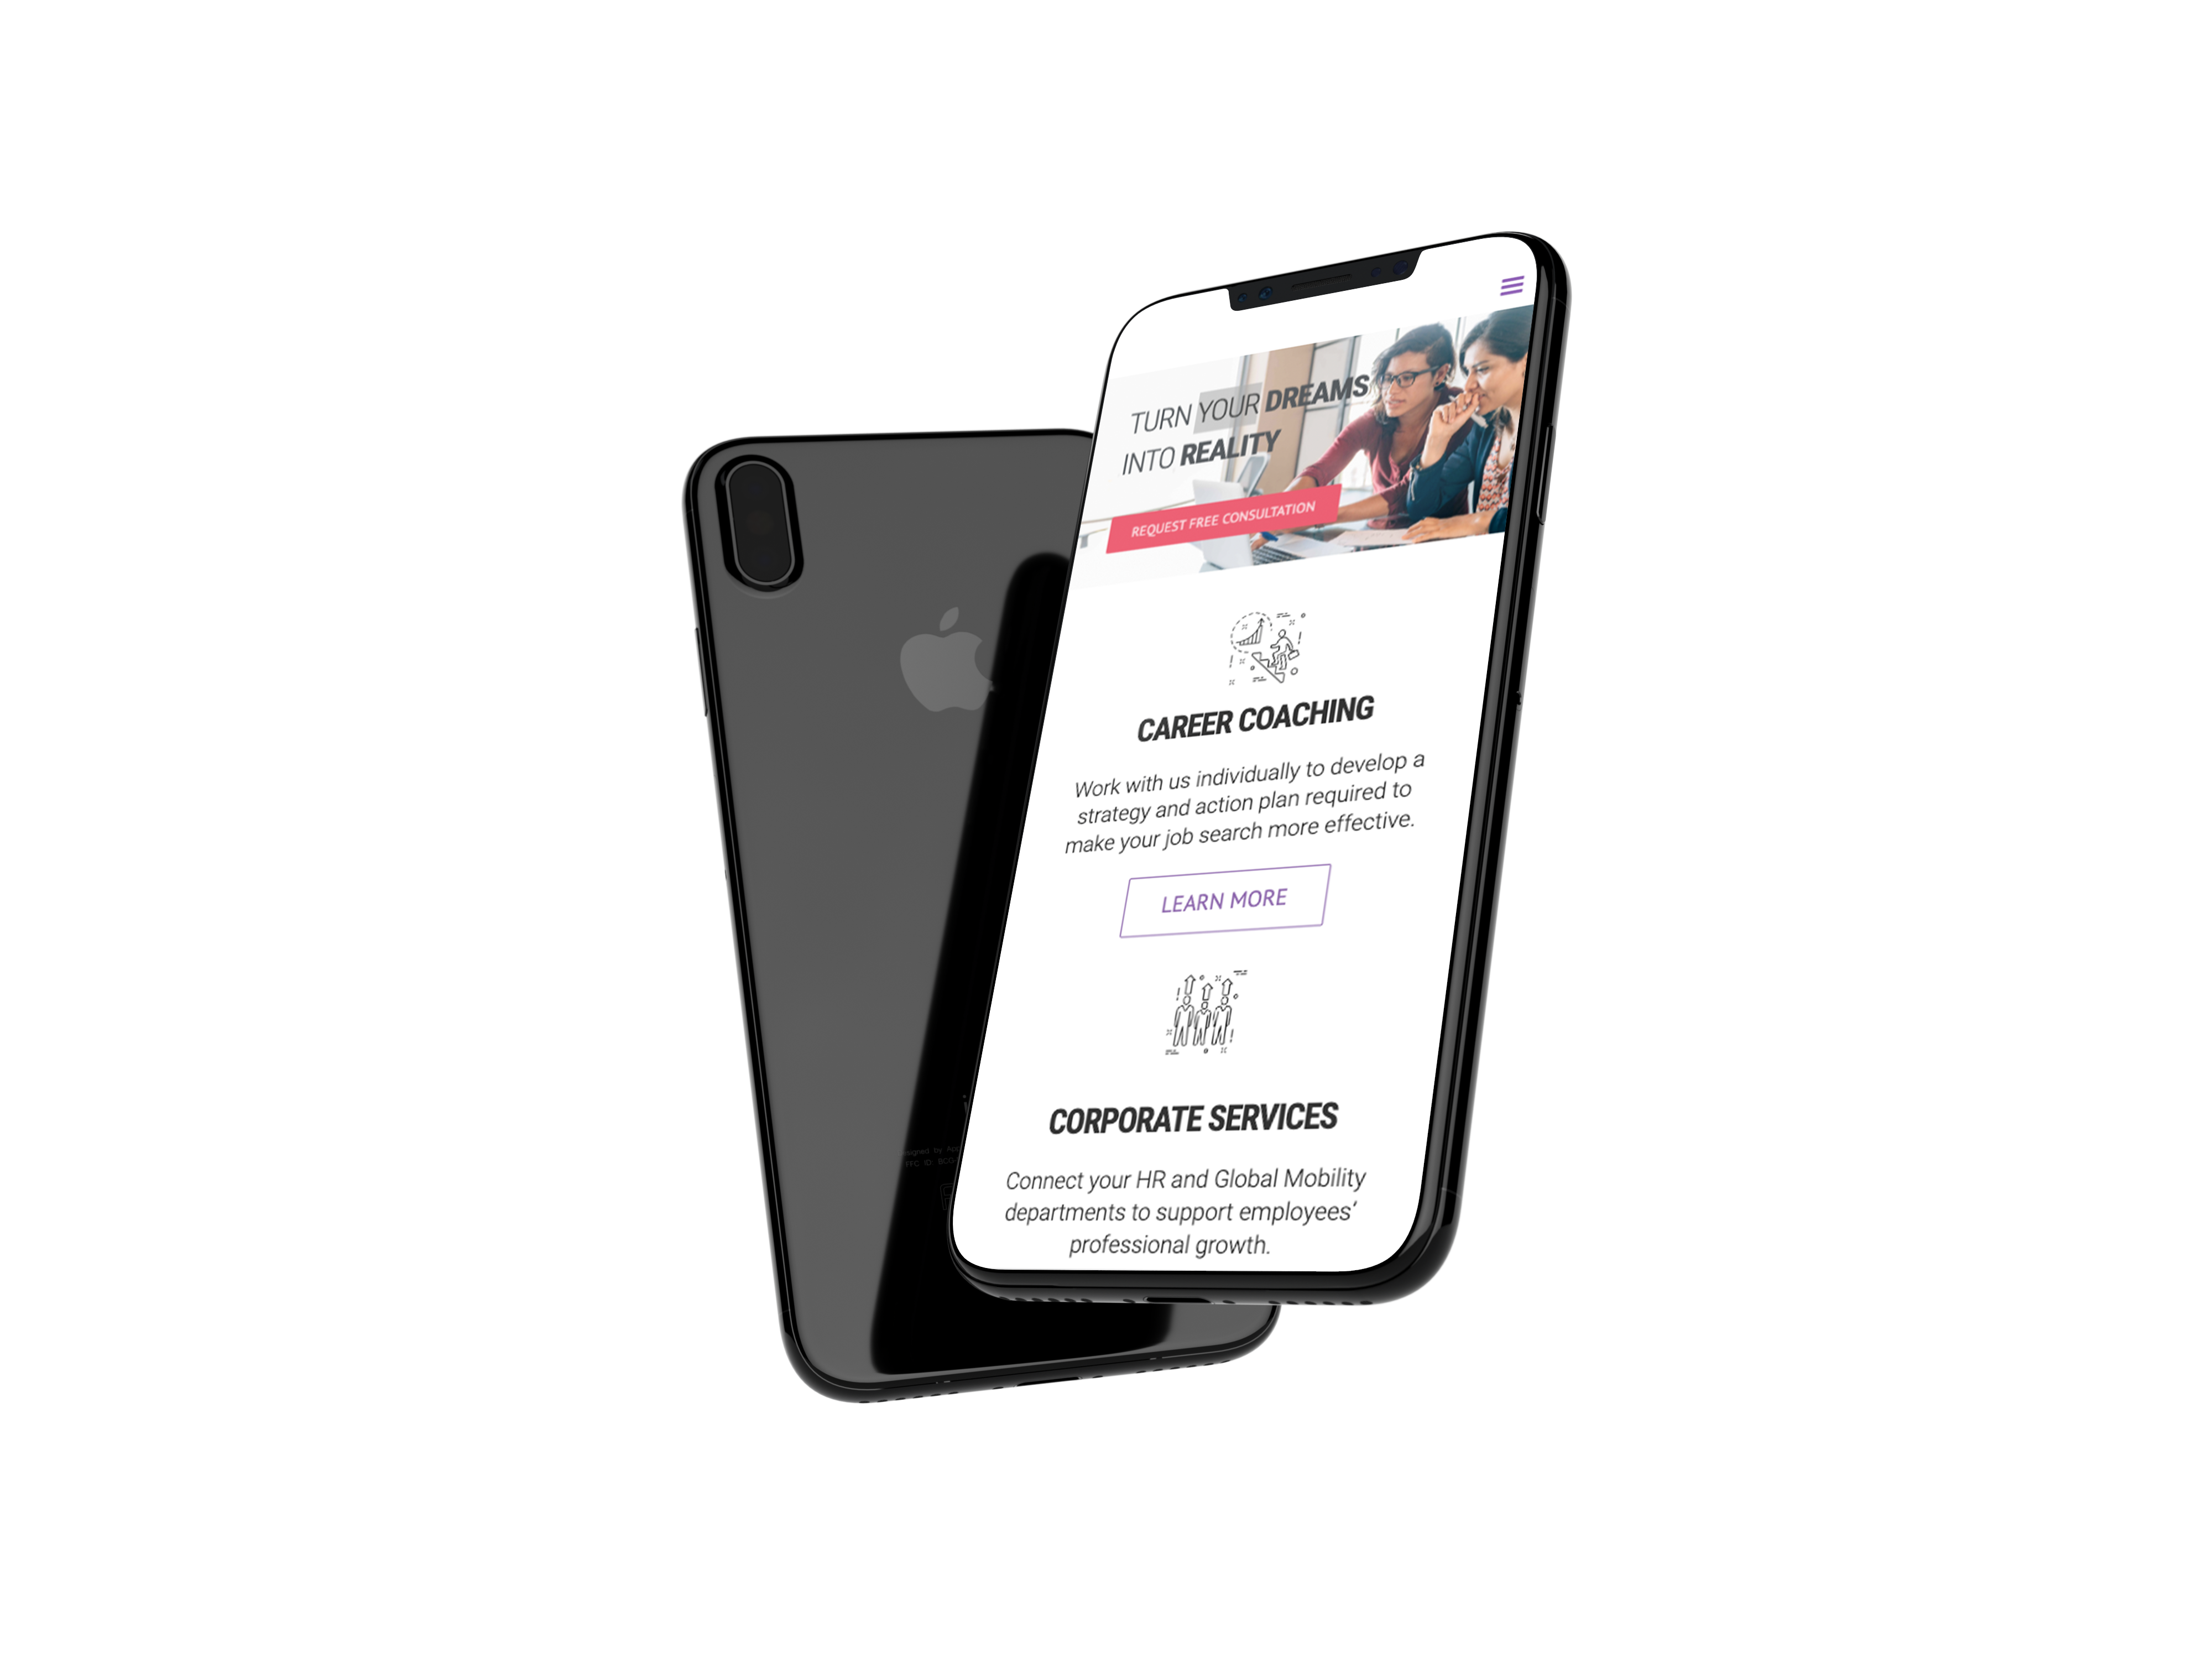 TURN YOUR DREAMS
INTO REALITY
REQUEST FREE CONSULTATION
CAREER COACHING
Work with us individually to develop a
strategy and action plan required to
make your job search more effective.
LEARN MORE
CORPORATE SERVICES
Connect your HR and Global Mobility
departments to support employees'
professional growth.